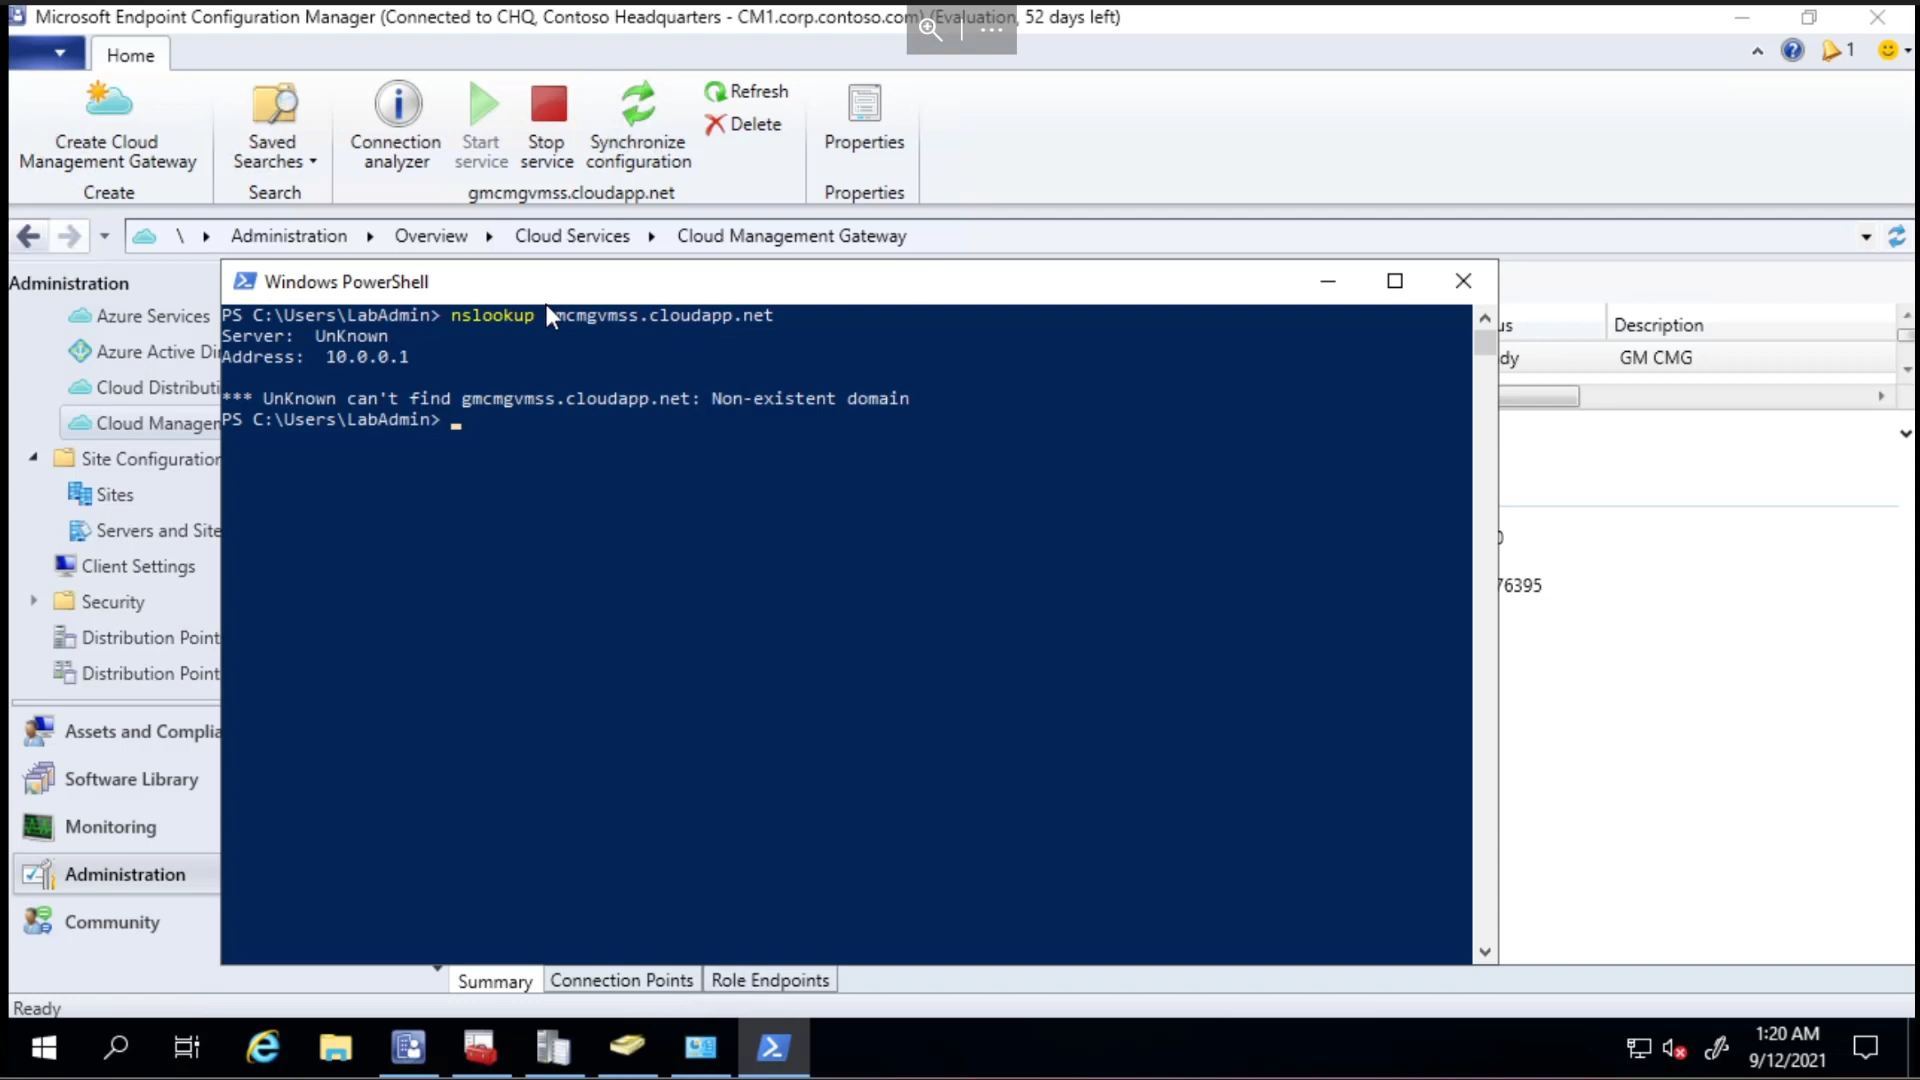 Microsoft Endpoint Configuration Manager (Connected to CHQ, Contoso Headquarters - CM1.corp.contoso.com) (Evaluation, 52 days left)
Home
1
Create Cloud
Management Gateway
Saved
Searches
Connection
analyzer
Start
service
Stop
service
Synchronize
configuration
Refresh
Delete
Properties
Create
Search
gmcmgvmss.cloudapp.net
Properties
\ Administration Overview Cloud Services Cloud Management Gateway
Administration
Azure Services
Azure Active Di
Cloud Distributi
Cloud Manager
Site Configuration
Sites
Servers and Site
Client Settings
Security
Distribution Point
Distribution Point
Assets and Complia
Software Library
Monitoring
Administration
Community
Windows PowerShell
PS C:\Users\LabAdmin> nslookup mcmgvmss.cloudapp.net
Server: UnKnown
Address: 10.0.0.1
*** UnKnown can't find gmcmgvmss.cloudapp.net: Non-existent domain
PS C:\Users\LabAdmin>
us
Description
dy
GM CMG
76395
Summary
Connection Points
Role Endpoints
Ready
1:20 AM
9/12/2021